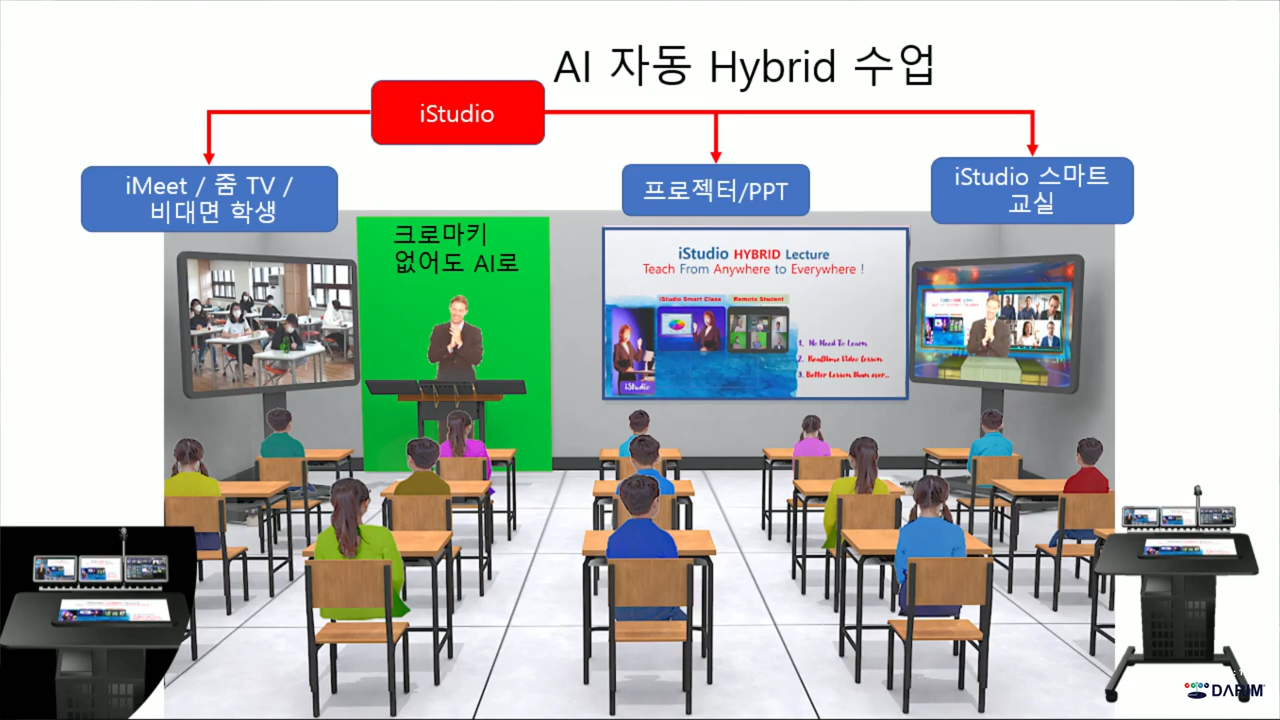 AI 자동 Hybrid 수업
iStudio
iMeet / 줌 TV /
비대면 학생
프로젝터/PPT
iStudio 스마트
교실
크로마키
없어도 AI로
iStudio HYBRID Lecture
Teach From Anywhere to Everywhere !
iStudio Smart Class
Remote Student
1. No Need To Learn
2. Realtime Video Lesson
3. Better Lesson than ever...
iStudio
DARIM